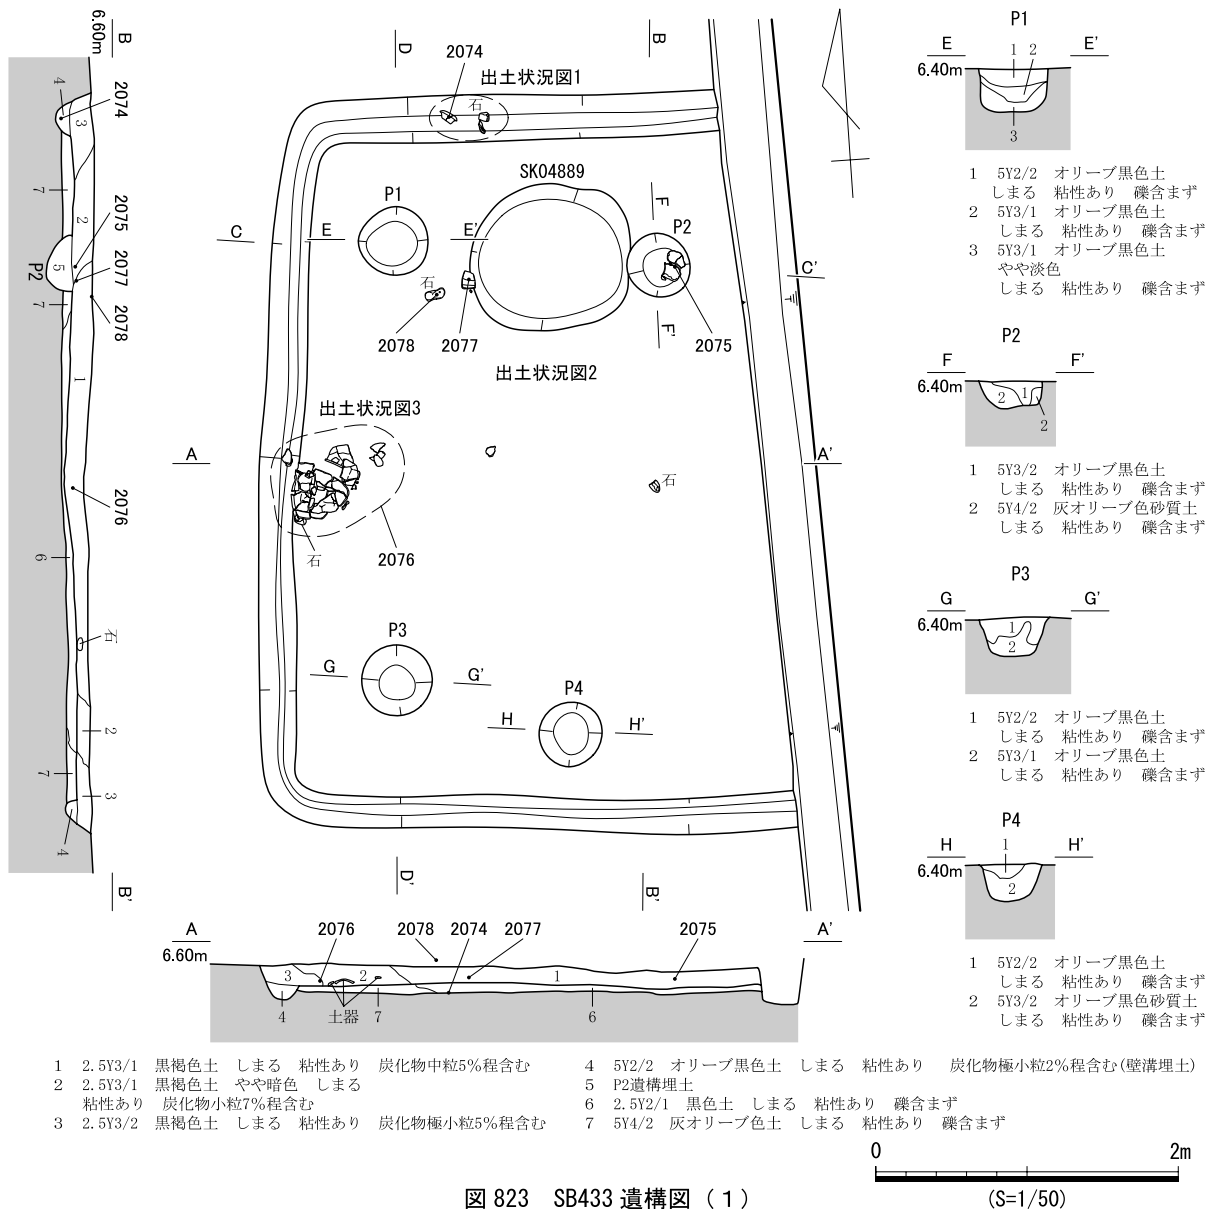 B
6.60m
4
2074
3
7
2
2075
5
P2
2077
7
2078
1
2076
6
石
2
7
3
4
B'
D
B
2074
出土状況図1
石
SK04889
P1
F
P2
C
E
E'
C'
石
F'
2078
2077
2075
出土状況図2
出土状況図3
A
A'
石
石
2076
P3
G
G'
P4
H
H'
D'
B'
A
6.60m
2076
2078
2074
2077
2075
A'
3
2
1
4
土器
7
6
P1
E
1
2
E'
6.40m
3
1 5Y2/2 オリーブ黒色土
しまる 粘性あり 礫含まず
2 5Y3/1 オリーブ黒色土
しまる 粘性あり 礫含まず
3 5Y3/1 オリーブ黒色土
やや淡色
しまる 粘性あり 礫含まず
P2
F
F'
6.40m
2
1
2
1 5Y3/2 オリーブ黒色土
しまる 粘性あり 礫含まず
2 5Y4/2 灰オリーブ色砂質土
しまる 粘性あり 礫含まず
P3
G
G'
6.40m
1
2
1 5Y2/2 オリーブ黒色土
しまる 粘性あり 礫含まず
2 5Y3/1 オリーブ黒色土
しまる 粘性あり 礫含まず
P4
H
1
H'
6.40m
2
1 5Y2/2 オリーブ黒色土
しまる 粘性あり 礫含まず
2 5Y3/2 オリーブ黒色砂質土
しまる 粘性あり 礫含まず
1 2.5Y3/1 黒褐色土 しまる 粘性あり 炭化物中粒5%程含む
2 2.5Y3/1 黒褐色土 やや暗色 しまる
粘性あり 炭化物小粒7%程含む
3 2.5Y3/2 黒褐色土 しまる 粘性あり 炭化物極小粒5%程含む
4 5Y2/2 オリーブ黒色土 しまる 粘性あり 炭化物極小粒2%程含む(壁溝埋土)
5 P2遺構埋土
6 2.5Y2/1 黒色土 しまる 粘性あり 礫含まず
7 5Y4/2 灰オリーブ色土 しまる 粘性あり 礫含まず
0
2m
(S=1/50)
図 823 SB433 遺構図（1）